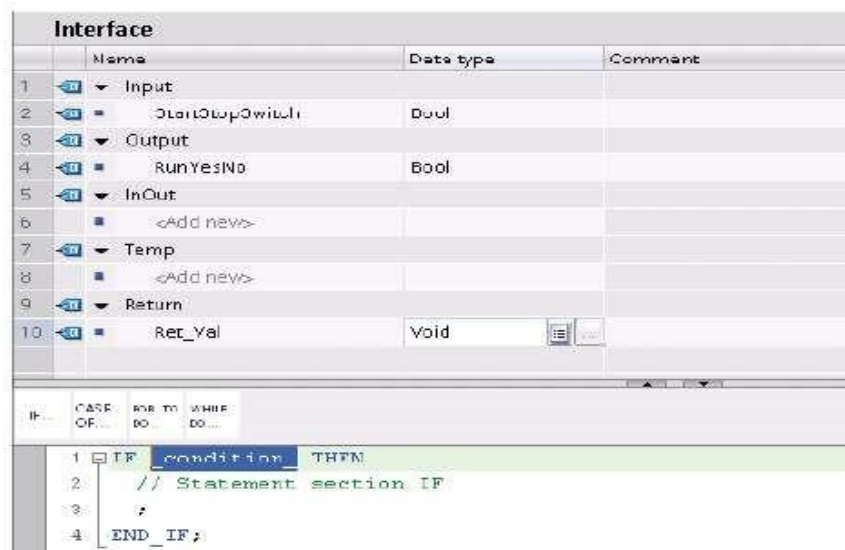 Interface
Name Data type Comment
1 Input
2 StartStopSwitch Bool
3 Output
4 RunYesNo Bool
5 InOut
6 <Add new>
7 Temp
8 <Add new>
9 Return
10 Ret_Val Void
IF... CASE... FOR... TO WHILE...
OF... DO... DO...
1 IF _condition_ THEN
2 // Statement section IF
3 ;
4 END_IF;